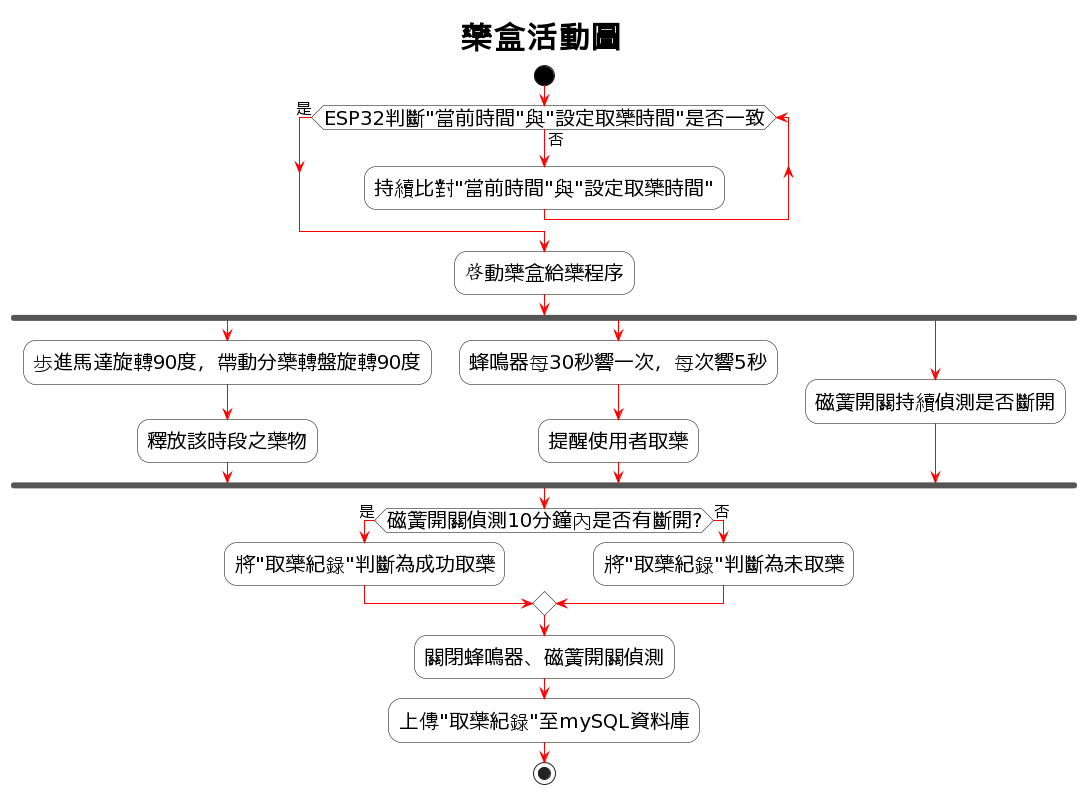 藥盒活動圖
是
ESP32判斷"當前時間"與"設定取藥時間"是否一致
否
持續比對"當前時間"與"設定取藥時間"
啓動藥盒給藥程序
步進馬達旋轉90度，帶動分藥轉盤旋轉90度
蜂鳴器每30秒響一次，每次響5秒
磁簧開關持續偵測是否斷開
釋放該時段之藥物
提醒使用者取藥
是
磁簧開關偵測10分鐘內是否有斷開?
否
將"取藥紀錄"判斷為成功取藥
將"取藥紀錄"判斷為未取藥
關閉蜂鳴器、磁簧開關偵測
上傳"取藥紀錄"至mySQL資料庫